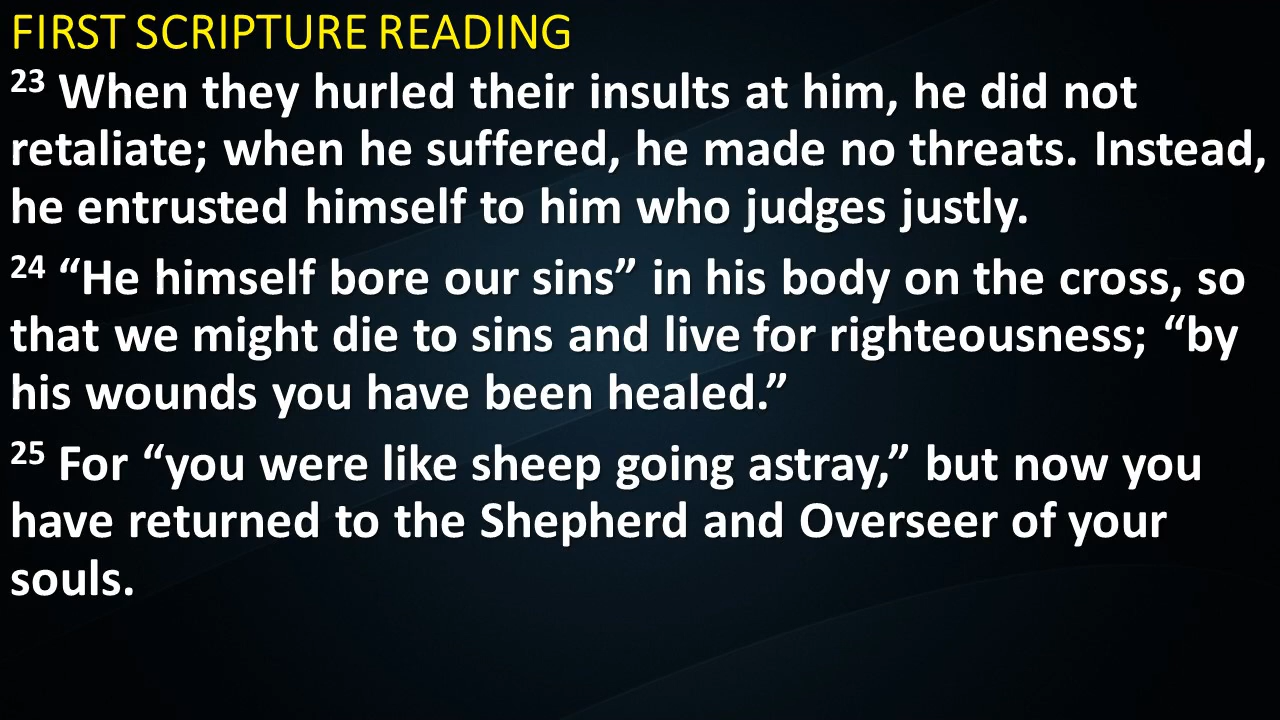 FIRST SCRIPTURE READING
23 When they hurled their insults at him, he did not
retaliate; when he suffered, he made no threats. Instead,
he entrusted himself to him who judges justly.
24 “He himself bore our sins” in his body on the cross, so
that we might die to sins and live for righteousness; “by
his wounds you have been healed.”
25 For “you were like sheep going astray,” but now you
have returned to the Shepherd and Overseer of your
souls.